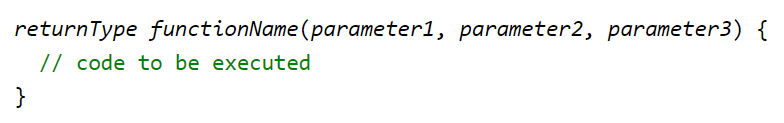 returnType functionName(parameter1, parameter2, parameter3) {
  // code to be executed
}